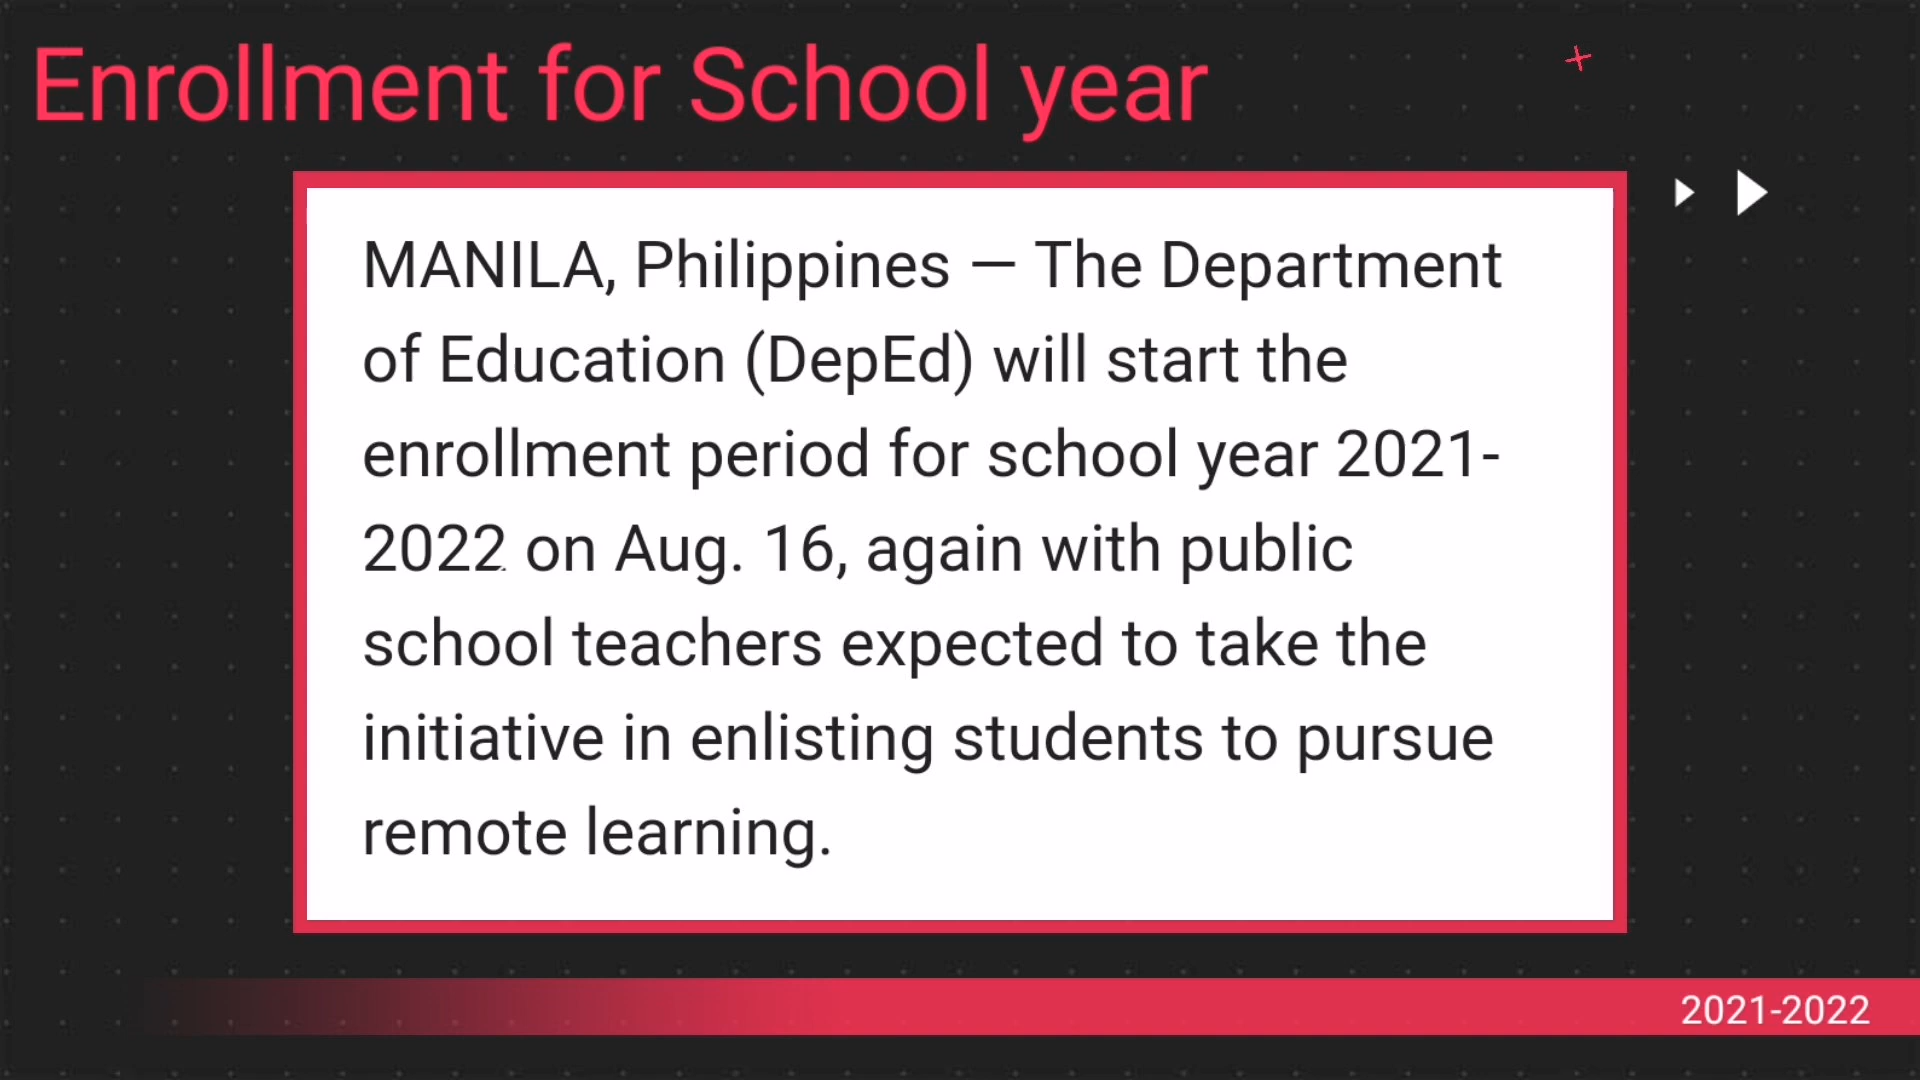 Enrollment for School year
MANILA, Philippines — The Department
of Education (DepEd) will start the
enrollment period for school year 2021-
2022 on Aug. 16, again with public
school teachers expected to take the
initiative in enlisting students to pursue
remote learning.
2021-2022